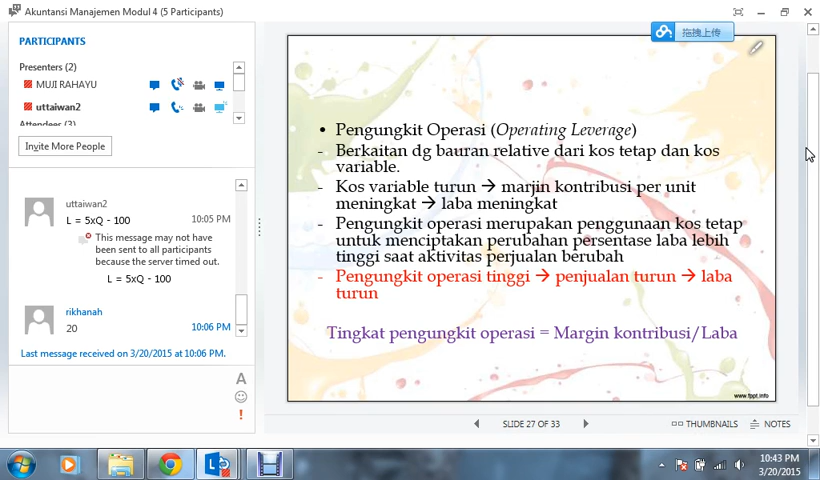 Akuntansi Manajemen Modul 4 (5 Participants)
PARTICIPANTS
Presenters (2)
MUJI RAHAYU
uttaiwan2
Attendee (3)
Invite More People
uttaiwan2
L = 5xQ - 100 10:05 PM
This message may not have
been sent to all participants
because the server timed out.
L = 5xQ - 100
rikhanah
20 10:06 PM
Last message received on 3/20/2015 at 10:06 PM.
A
拖拽上传
• Pengungkit Operasi (Operating Leverage)
- Berkaitan dg bauran relative dari kos tetap dan kos
variable.
- Kos variable turun → marjin kontribusi per unit
meningkat → laba meningkat
- Pengungkit operasi merupakan penggunaan kos tetap
untuk menciptakan perubahan persentase laba lebih
tinggi saat aktivitas perjualan berubah
- Pengungkit operasi tinggi → penjualan turun → laba
turun
Tingkat pengungkit operasi = Margin kontribusi/Laba
www.fppt.info
SLIDE 27 OF 33
THUMBNAILS
NOTES
10:43 PM
3/20/2015